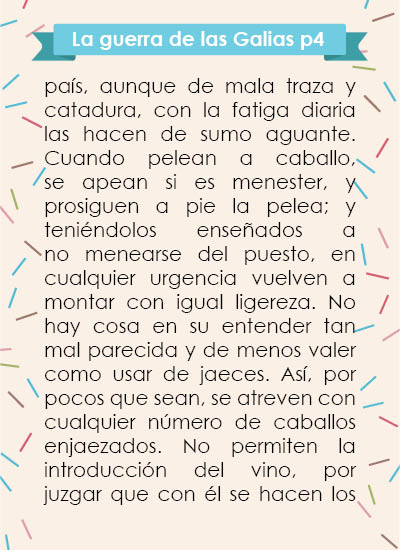 La guerra de las Galias p4
país, aunque de mala traza y
catadura, con la fatiga diaria
las hacen de sumo aguante.
Cuando pelean a caballo,
se apean si es menester, y
prosiguen a pie la pelea; y
teniéndolos enseñados a
no menearse del puesto, en
cualquier urgencia vuelven a
montar con igual ligereza. No
hay cosa en su entender tan
mal parecida y de menos valer
como usar de jaeces. Así, por
pocos que sean, se atreven con
cualquier número de caballos
enjaezados. No permiten la
introducción del vino, por
juzgar que con él se hacen los